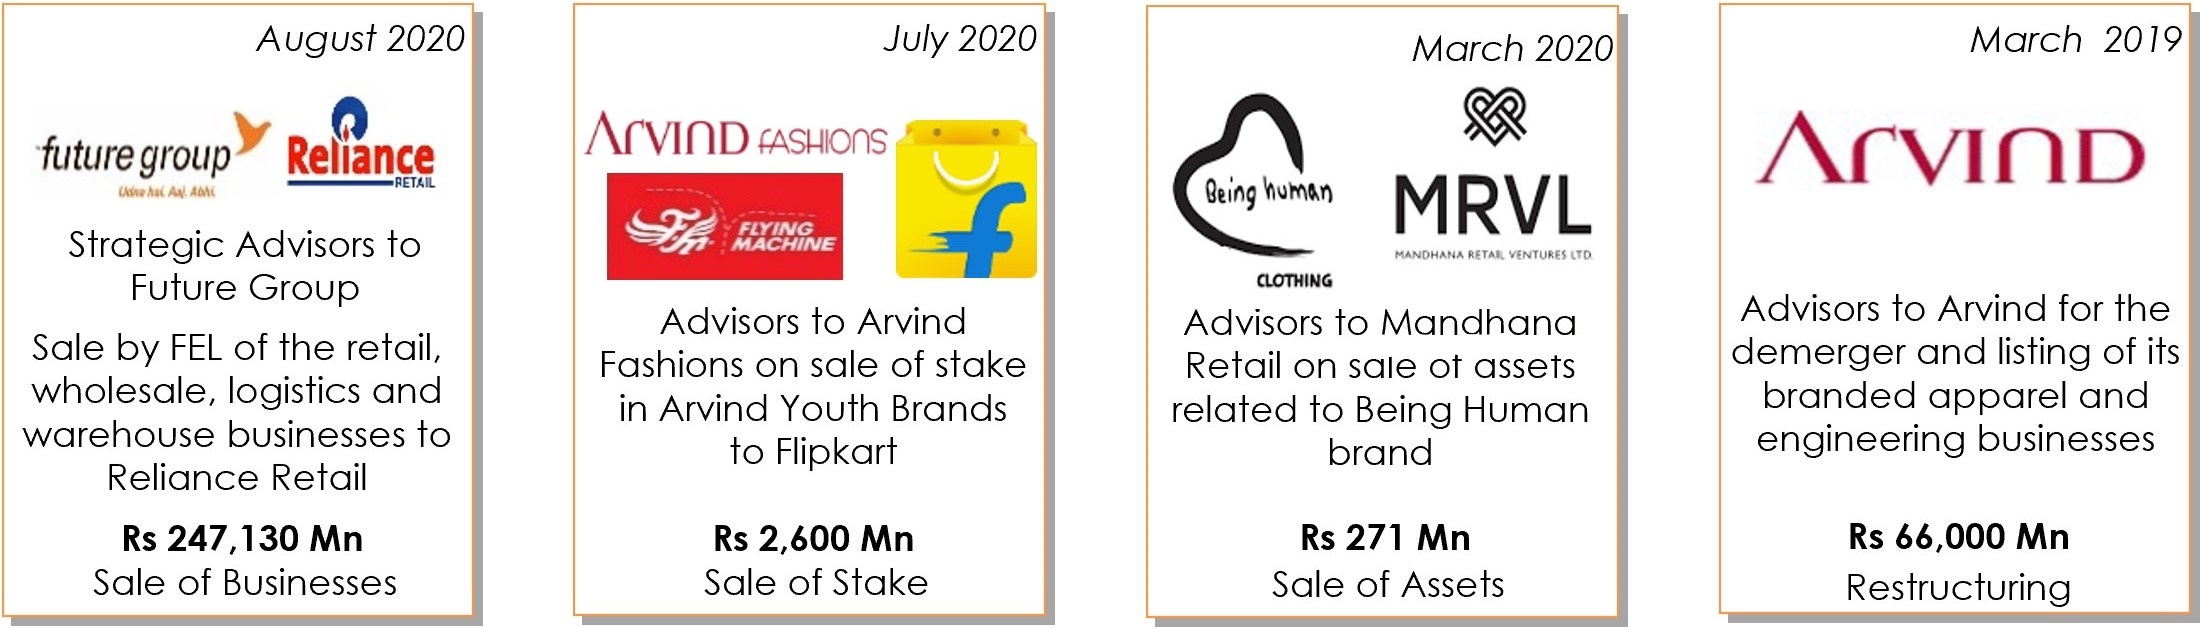 August 2020
future group
Udne hai. Aaj. Abhi.
Reliance
RETAIL
Strategic Advisors to
Future Group
Sale by FEL of the retail,
wholesale, logistics and
warehouse businesses to
Reliance Retail
Rs 247,130 Mn
Sale of Businesses
July 2020
ARVIND FASHIONS
FM
FLYING
MACHINE
f
Advisors to Arvind
Fashions on sale of stake
in Arvind Youth Brands
to Flipkart
Rs 2,600 Mn
Sale of Stake
March 2020
Being human
CLOTHING
MRVL
MANDHANA RETAIL VENTURES LTD.
Advisors to Mandhana
Retail on sale of assets
related to Being Human
brand
Rs 271 Mn
Sale of Assets
March 2019
ARVIND
Advisors to Arvind for the
demerger and listing of its
branded apparel and
engineering businesses
Rs 66,000 Mn
Restructuring